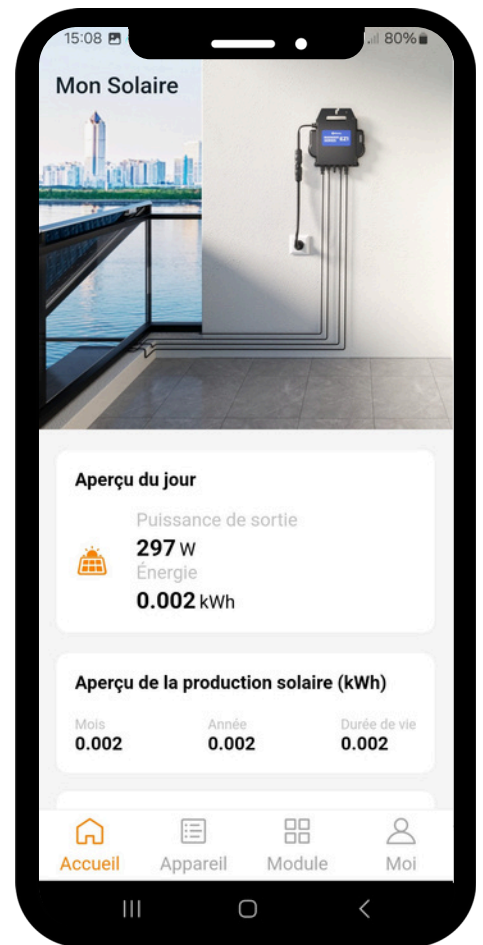 15:08 80%
Mon Solaire
Aperçu du jour
Puissance de sortie
297 W
Énergie
0.002 kWh
Aperçu de la production solaire (kWh)
Mois Année Durée de vie
0.002 0.002 0.002
Accueil Appareil Module Moi